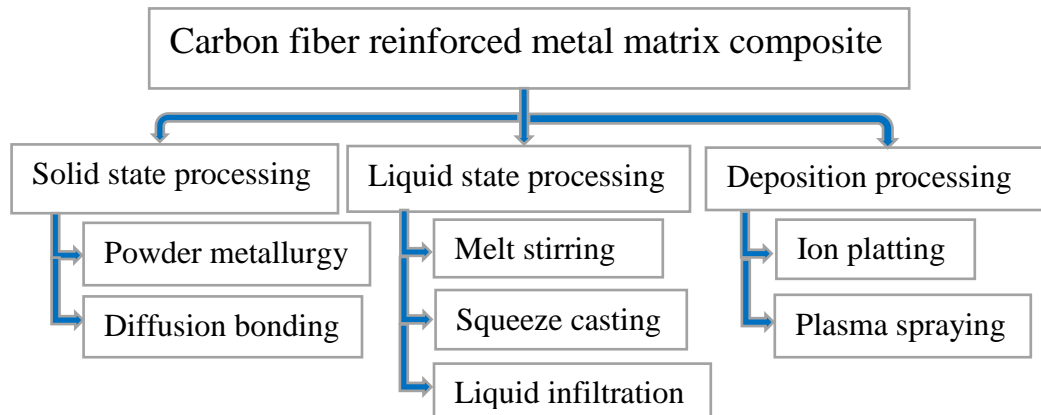 Carbon fiber reinforced metal matrix composite
Solid state processing
Powder metallurgy
Diffusion bonding
Liquid state processing
Melt stirring
Squeeze casting
Liquid infiltration
Deposition processing
Ion platting
Plasma spraying